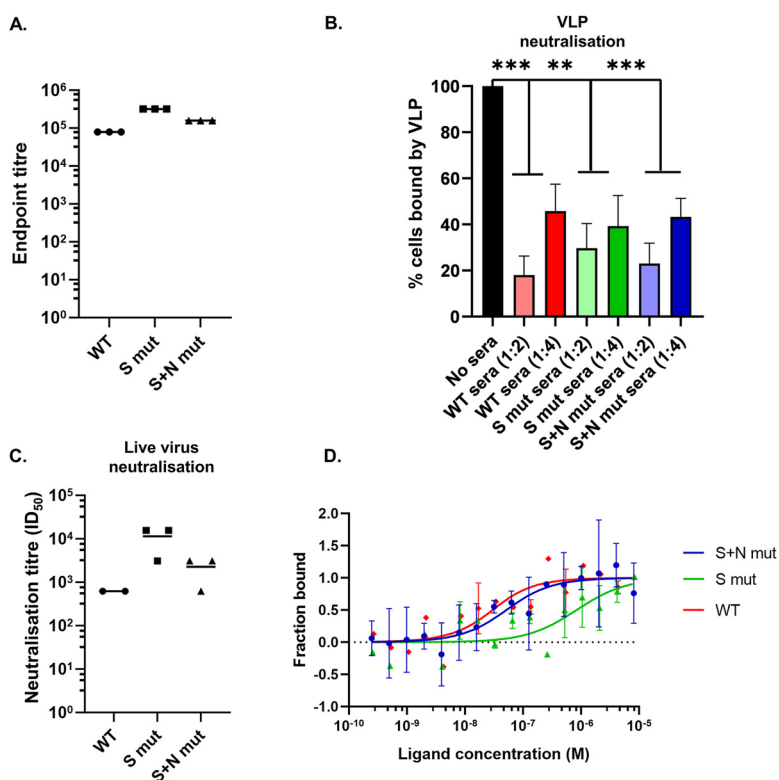 A.
Endpoint titre
10⁶
10⁵
10⁴
10³
10²
10¹
10⁰
WT
S mut
S+N mut
B.
VLP
neutralisation
*** ** ***
% cells bound by VLP
100
80
60
40
20
0
No sera
WT sera (1:2)
WT sera (1:4)
S mut sera (1:2)
S mut sera (1:4)
S+N mut sera (1:2)
S+N mut sera (1:4)
C.
Live virus
neutralisation
Neutralisation titre (ID₅₀)
10⁵
10⁴
10³
10²
10¹
10⁰
WT
S mut
S+N mut
D.
Fraction bound
2.0
1.5
1.0
0.5
0.0
-0.5
-1.0
10⁻¹⁰ 10⁻⁹ 10⁻⁸ 10⁻⁷ 10⁻⁶ 10⁻⁵
Ligand concentration (M)
S+N mut
S mut
WT